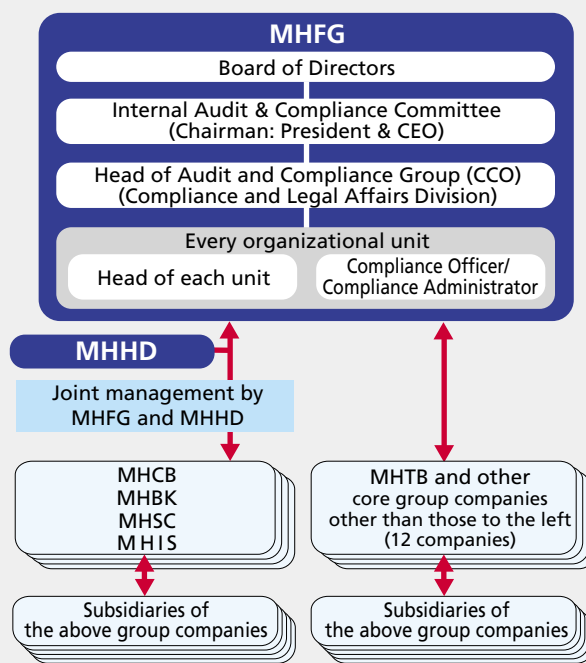 MHFG
Board of Directors
Internal Audit & Compliance Committee
(Chairman: President & CEO)
Head of Audit and Compliance Group (CCO)
(Compliance and Legal Affairs Division)
Every organizational unit
Head of each unit
Compliance Officer/
Compliance Administrator
MHHD
Joint management by
MHFG and MHHD
MHCB
MHBK
MHSC
MHIS
MHTB and other
core group companies
other than those to the left
(12 companies)
Subsidiaries of
the above group companies
Subsidiaries of
the above group companies